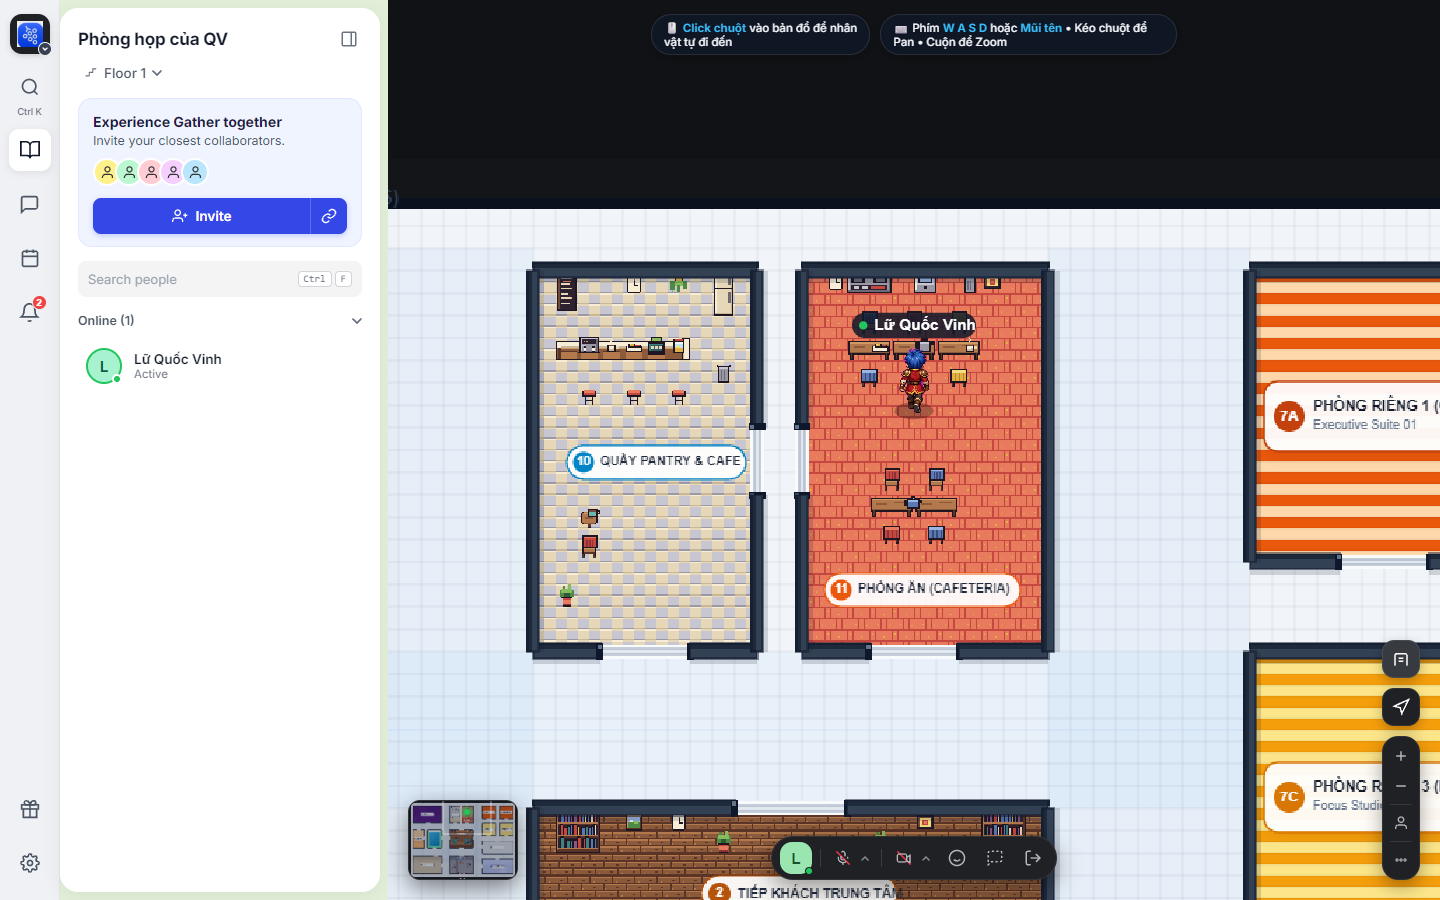 Ctrl K
2
Phòng họp của QV
Floor 1
Experience Gather together
Invite your closest collaborators.
Invite
Search people
Ctrl F
Online (1)
L
Lữ Quốc Vinh
Active
Click chuột vào bản đồ để nhân
vật tự đi đến
Phím W A S D hoặc Mũi tên • Kéo chuột để
Pan • Cuộn để Zoom
Lữ Quốc Vinh
10 QUẦY PANTRY & CAFE
11 PHÒNG ĂN (CAFETERIA)
7A PHÒNG RIÊNG 1
Executive Suite 01
7C
3
Focus
2 TIẾP KHÁCH TRUNG TÂM
L